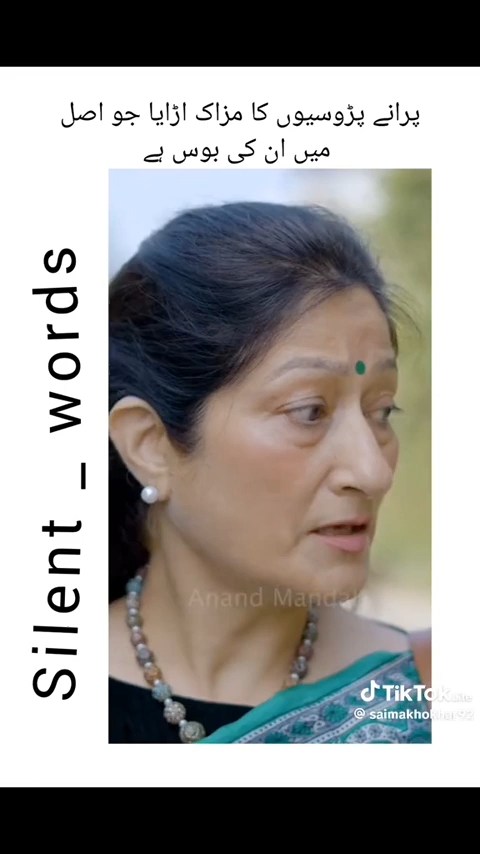 پرانے پڑوسیوں کا مزاک اڑایا جو اصل
میں ان کی بوس ہے
Silent _ words
Anand Mandal
TikTok
@ saimakhokhar92